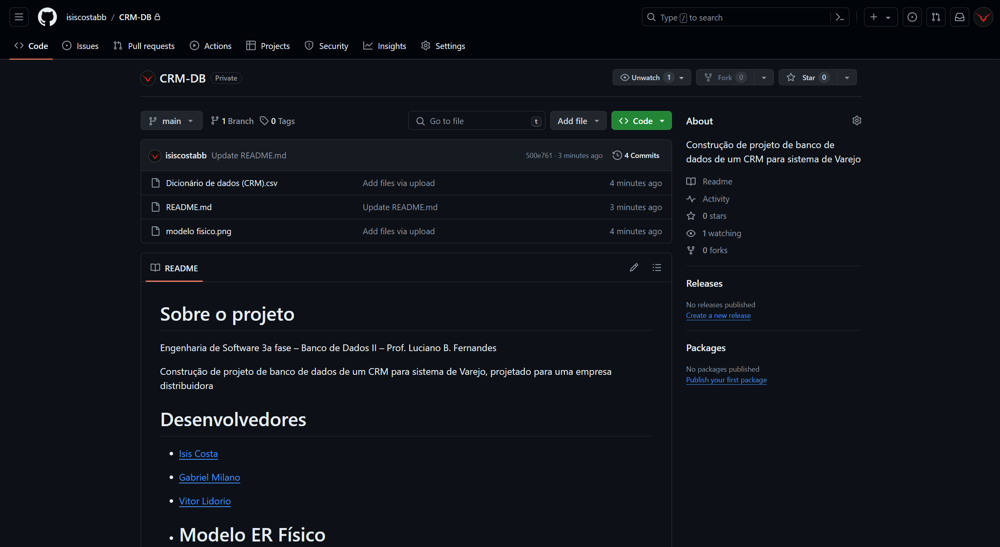 isiscostabb / CRM-DB
Type / to search
Code
Issues
Pull requests
Actions
Projects
Security
Insights
Settings
CRM-DB Private
Unwatch 1
Fork 0
Star 0
main
1 Branch
0 Tags
Go to file t
Add file
Code
isiscostabb Update README.md 500e761 · 3 minutes ago 4 Commits
Dicionário de dados (CRM).csv Add files via upload 4 minutes ago
README.md Update README.md 3 minutes ago
modelo fisico.png Add files via upload 4 minutes ago
README
Sobre o projeto
Engenharia de Software 3a fase – Banco de Dados II – Prof. Luciano B. Fernandes
Construção de projeto de banco de dados de um CRM para sistema de Varejo, projetado para uma empresa
distribuidora
Desenvolvedores
• Isis Costa
• Gabriel Milano
• Vitor Lidorio
• Modelo ER Físico
About
Construção de projeto de banco de
dados de um CRM para sistema de Varejo
Readme
Activity
0 stars
1 watching
0 forks
Releases
No releases published
Create a new release
Packages
No packages published
Publish your first package